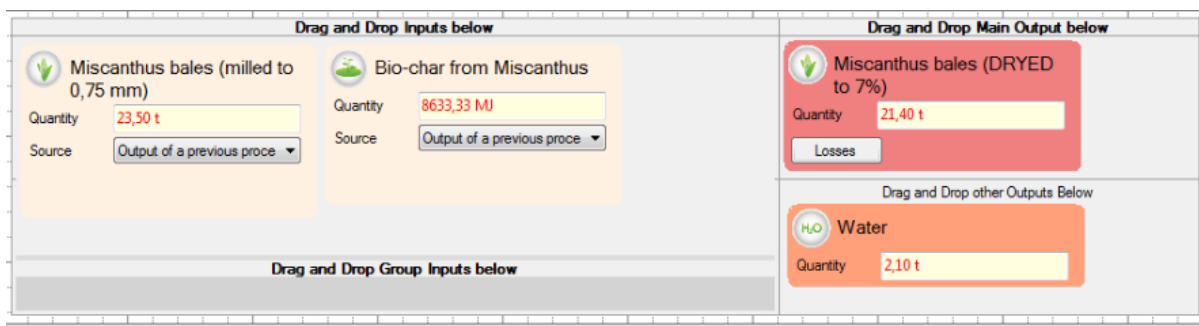 Drag and Drop Inputs below
Miscanthus bales (milled to
0,75 mm)
Quantity 23,50 t
Source Output of a previous proce
Bio-char from Miscanthus
Quantity 8633,33 MJ
Source Output of a previous proce
Drag and Drop Group Inputs below
Drag and Drop Main Output below
Miscanthus bales (DRYED
to 7%)
Quantity 21,40 t
Losses
Drag and Drop other Outputs Below
H₂O Water
Quantity 2,10 t